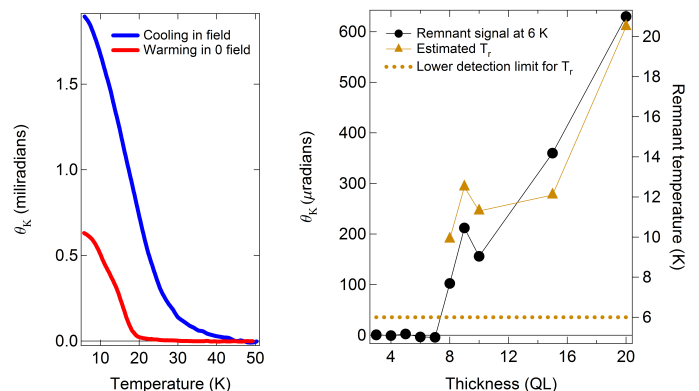 Cooling in field
Warming in 0 field
1.5
1.0
0.5
0.0
θK (miliradians)
10
20
30
40
50
Temperature (K)
Remnant signal at 6 K
Estimated Tr
Lower detection limit for Tr
600
500
400
300
200
100
0
θK (μradians)
20
18
16
14
12
10
8
6
Remnant temperature (K)
4
8
12
16
20
Thickness (QL)